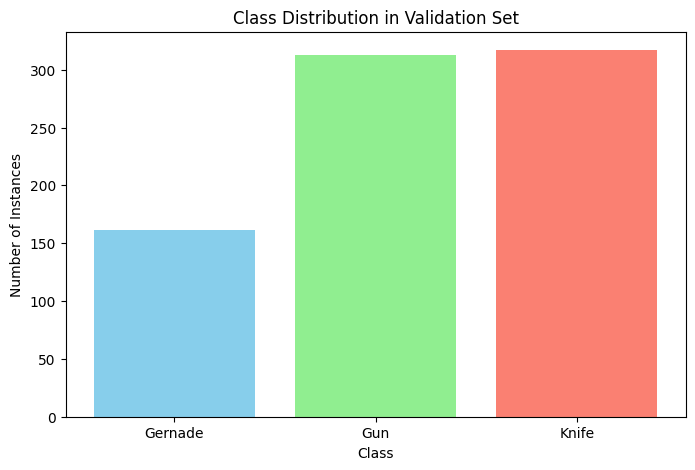 Class Distribution in Validation Set
Number of Instances
300
250
200
150
100
50
0
Gernade Gun Knife
Class